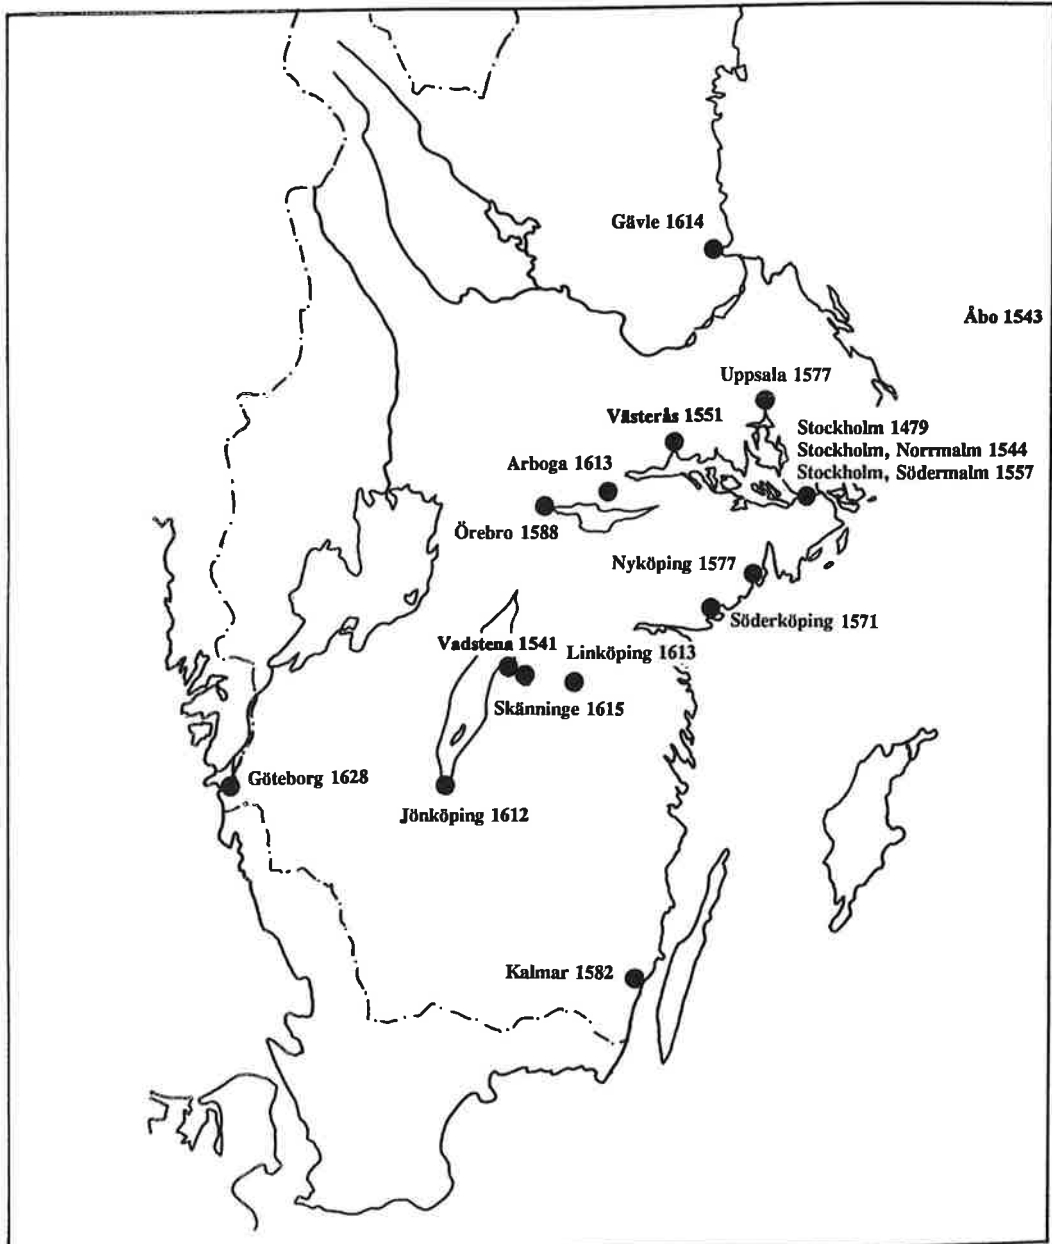 Gävle 1614
Åbo 1543
Uppsala 1577
Västerås 1551
Stockholm 1479
Stockholm, Norrmalm 1544
Stockholm, Södermalm 1557
Arboga 1613
Örebro 1588
Nyköping 1577
Söderköping 1571
Vadstena 1541
Linköping 1613
Skänninge 1615
Göteborg 1628
Jönköping 1612
Kalmar 1582